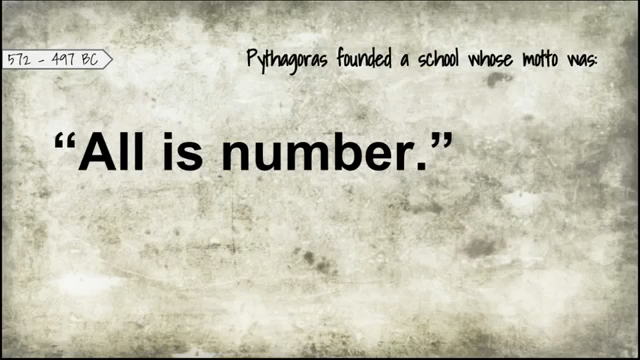 572 - 497 BC
Pythagoras founded a school whose motto was:
“All is number.”